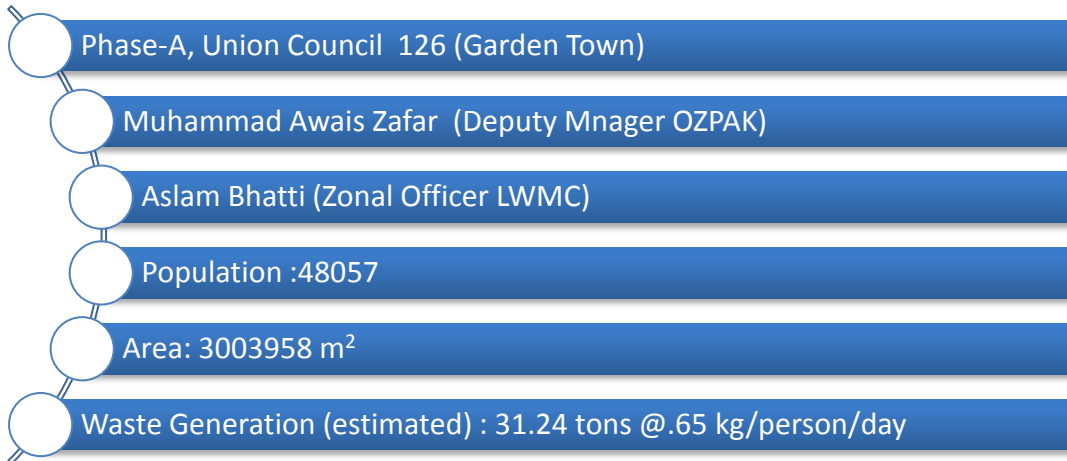 Phase-A, Union Council 126 (Garden Town)
Muhammad Awais Zafar (Deputy Mnager OZPAK)
Aslam Bhatti (Zonal Officer LWMC)
Population :48057
Area: 3003958 m²
Waste Generation (estimated) : 31.24 tons @.65 kg/person/day